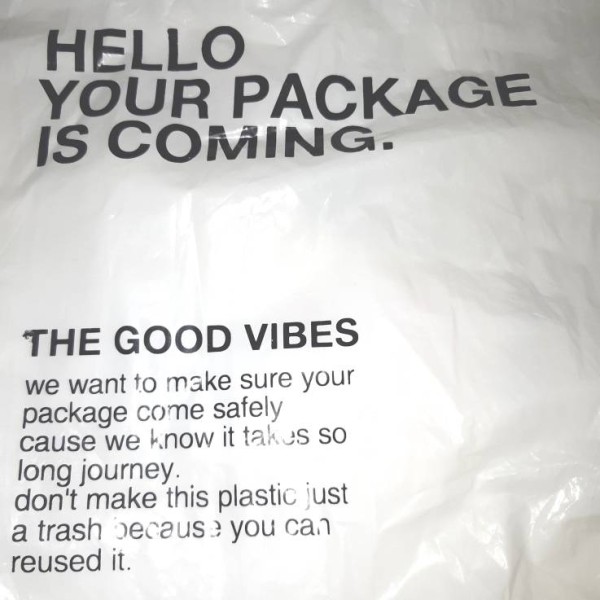 HELLO
YOUR PACKAGE
IS COMING.
THE GOOD VIBES
we want to make sure your
package come safely
cause we know it takes so
long journey.
don't make this plastic just
a trash because you can
reused it.